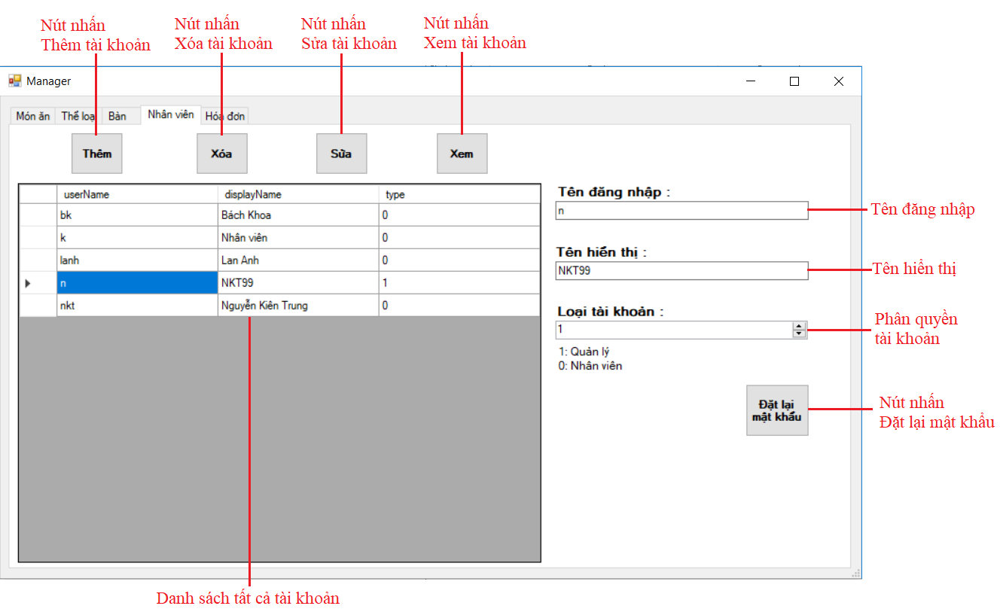 Nút nhấn
Thêm tài khoản
Nút nhấn
Xóa tài khoản
Nút nhấn
Sửa tài khoản
Nút nhấn
Xem tài khoản
Manager
Món ăn Thể loại Bàn Nhân viên Hóa đơn
Thêm Xóa Sửa Xem
userName displayName type
bk Bách Khoa 0
k Nhân viên 0
lanh Lan Anh 0
n NKT99 1
nkt Nguyễn Kiên Trung 0
Tên đăng nhập :
n
Tên đăng nhập
Tên hiển thị :
NKT99
Tên hiển thị
Loại tài khoản :
1
Phân quyền
tài khoản
1: Quản lý
0: Nhân viên
Đặt lại
mật khẩu
Nút nhấn
Đặt lại mật khẩu
Danh sách tất cả tài khoản